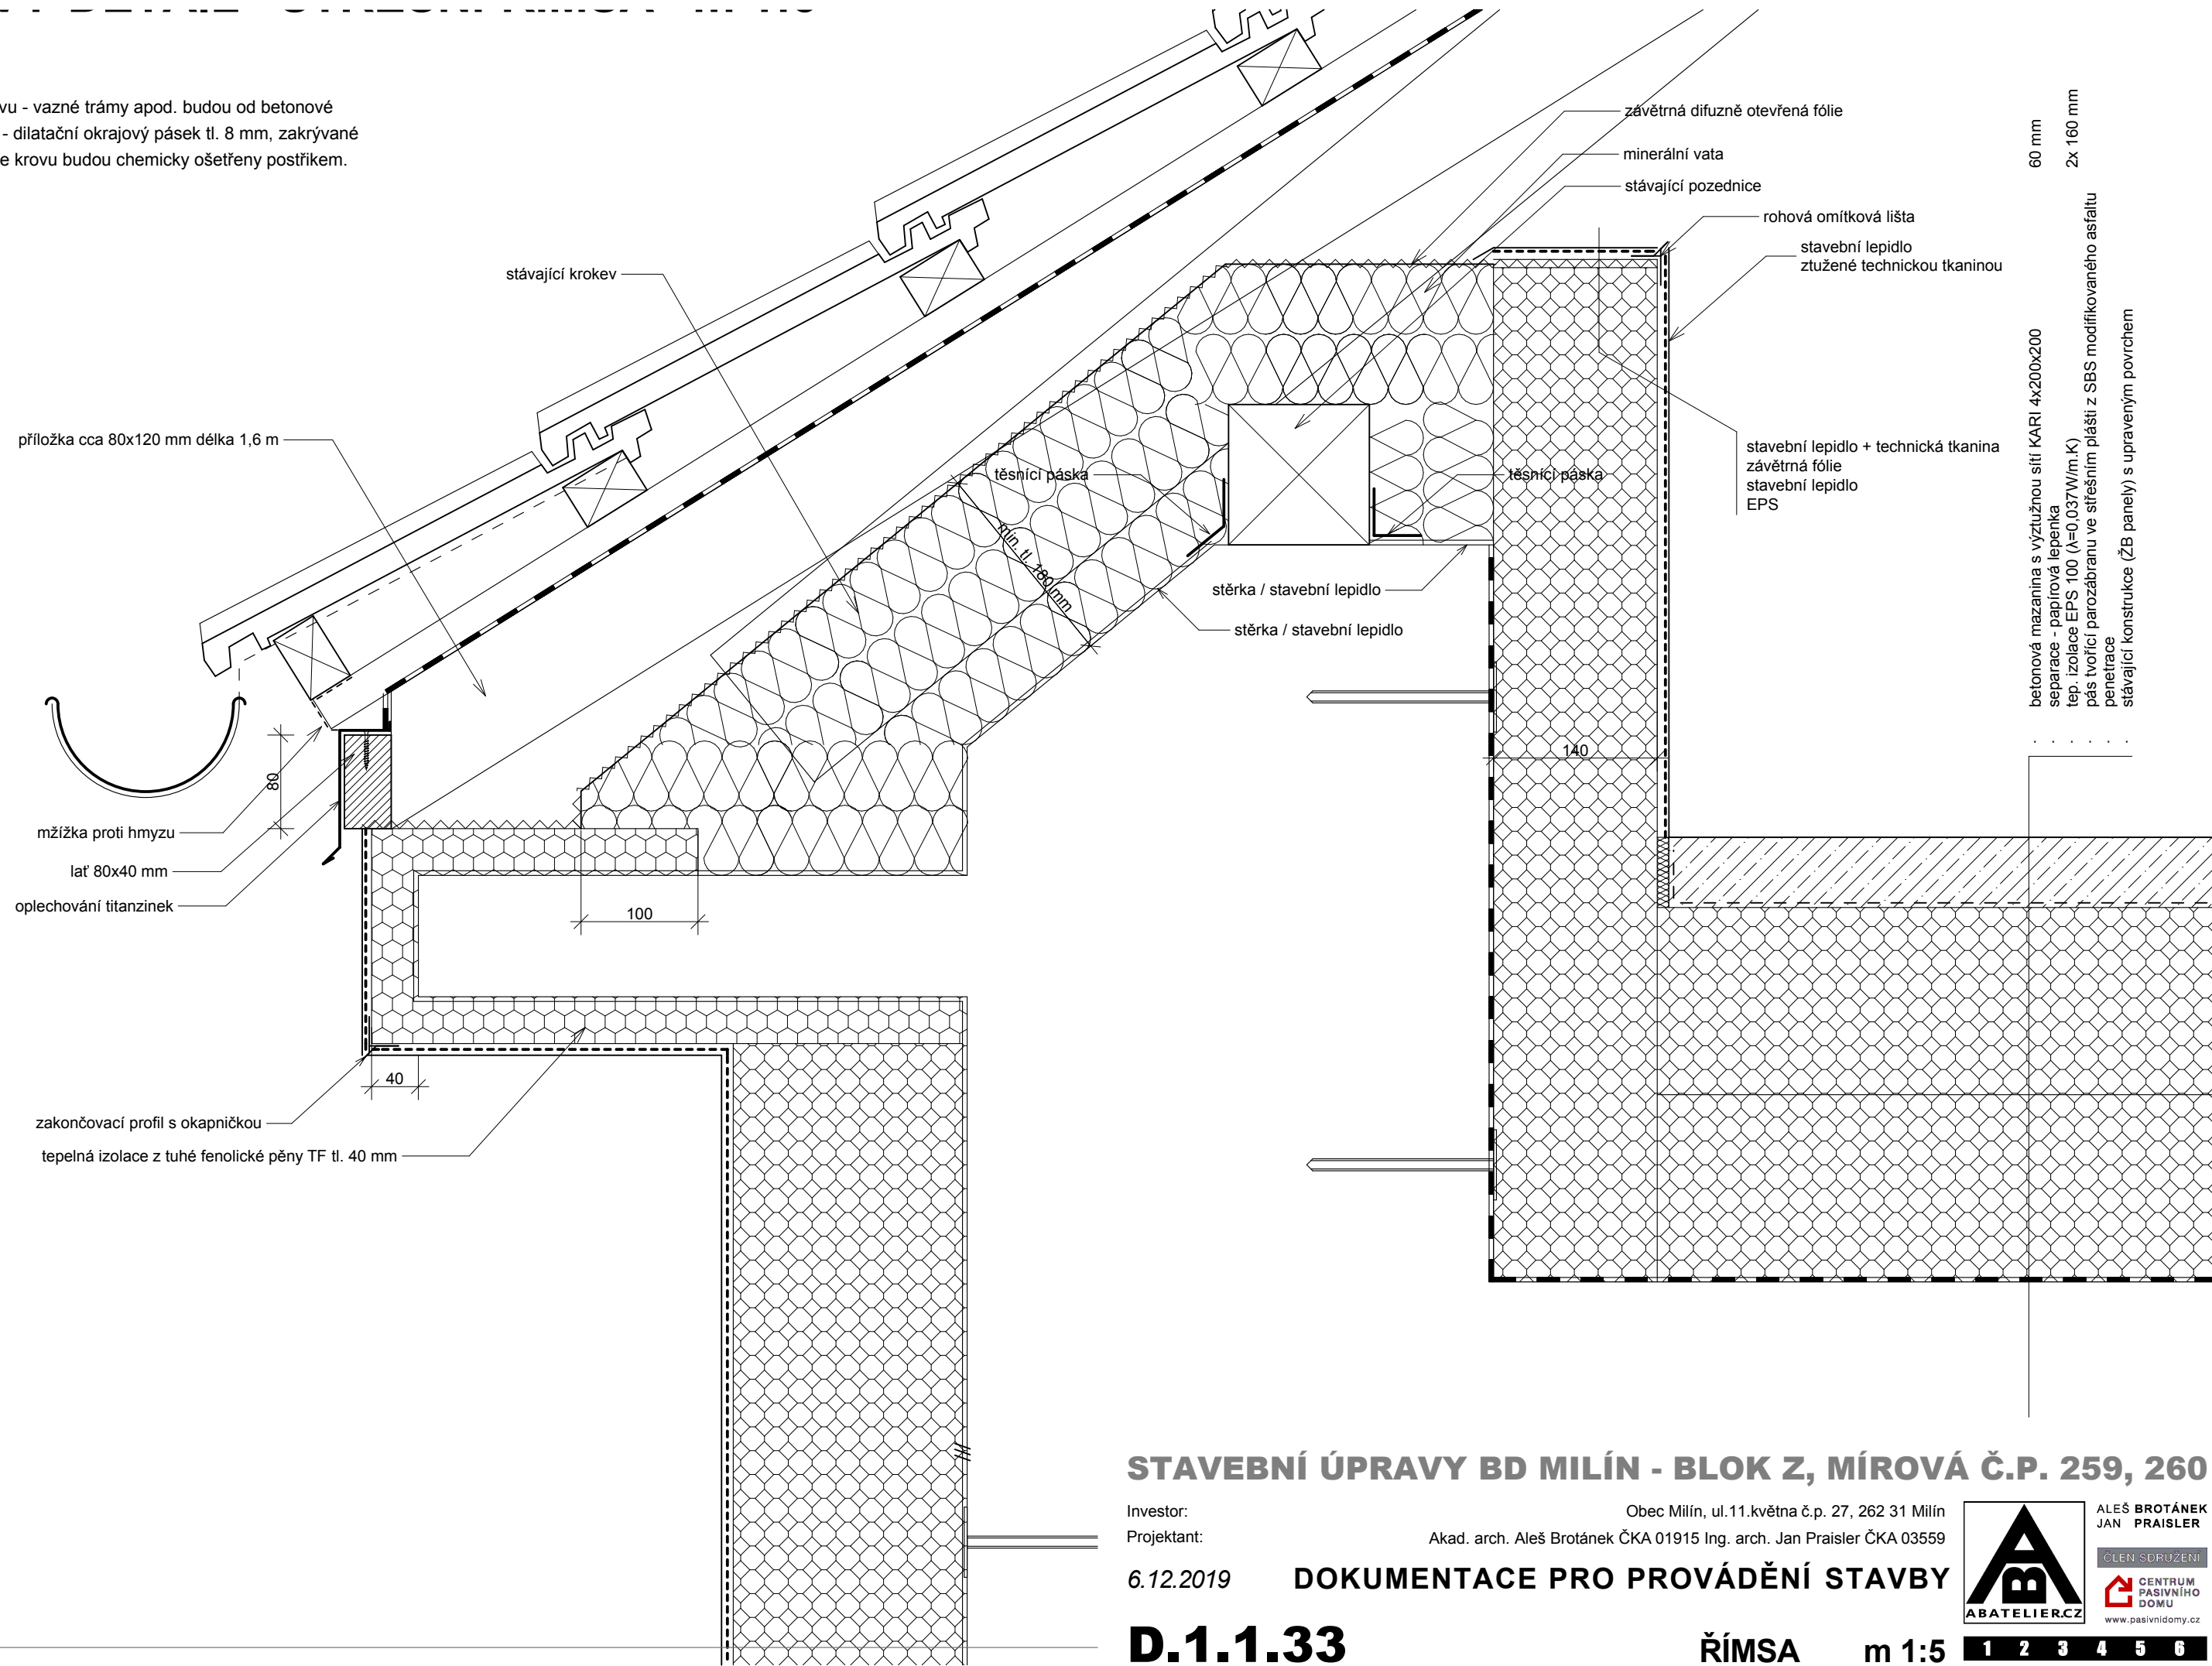 vu - vazné trámy apod. budou od betonové
- dilatační okrajový pásek tl. 8 mm, zakrývané
e krovu budou chemicky ošetřeny postřikem.
závětrná difuzně otevřená fólie
minerální vata
stávající pozednice
rohová omítková lišta
stavební lepidlo
ztužené technickou tkaninou
stávající krokev
příložka cca 80x120 mm délka 1,6 m
těsnící páska
těsnící páska
stavební lepidlo + technická tkanina
závětrná fólie
stavební lepidlo
EPS
min. tl. 180 mm
stěrka / stavební lepidlo
stěrka / stavební lepidlo
betonová mazanina s výztužnou sítí KARI 4x200x200 60 mm
separace - papírová lepenka
tep. izolace EPS 100 (λ=0,037W/m.K) 2x 160 mm
pás tvořící parozábranu ve střešním plášti z SBS modifikovaného asfaltu
penetrace
stávající konstrukce (ŽB panely) s upraveným povrchem
140
80
mžížka proti hmyzu
lať 80x40 mm
oplechování titanzinek
100
40
zakončovací profil s okapničkou
tepelná izolace z tuhé fenolické pěny TF tl. 40 mm
STAVEBNÍ ÚPRAVY BD MILÍN - BLOK Z, MÍROVÁ Č.P. 259, 260
Investor: Obec Milín, ul.11.května č.p. 27, 262 31 Milín
Projektant: Akad. arch. Aleš Brotánek ČKA 01915 Ing. arch. Jan Praisler ČKA 03559
6.12.2019 DOKUMENTACE PRO PROVÁDĚNÍ STAVBY
D.1.1.33 ŘÍMSA m 1:5
ABATELIER.CZ
ALEŠ BROTÁNEK
JAN PRAISLER
ČLEN SDRUŽENÍ
CENTRUM
PASIVNÍHO
DOMU
www.pasivnidomy.cz
1 2 3 4 5 6